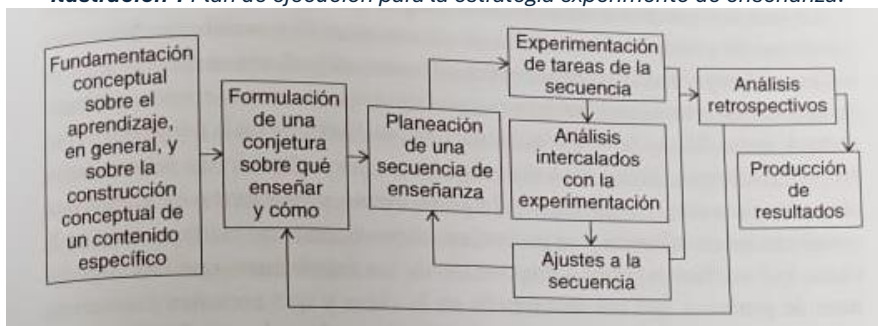 Ilustración 1 Plan de ejecución para la estrategia experimento de enseñanza.
Fundamentación
conceptual
sobre el
aprendizaje,
en general, y
sobre la
construcción
conceptual de
un contenido
específico
Formulación
de una
conjetura
sobre qué
enseñar
y cómo
Planeación
de una
secuencia de
enseñanza
Experimentación
de tareas de la
secuencia
Análisis
intercalados
con la
experimentación
Ajustes a la
secuencia
Análisis
retrospectivos
Producción
de
resultados